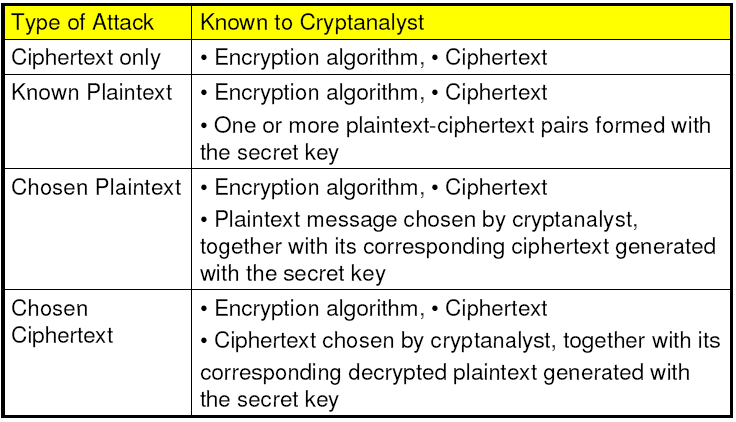 Type of Attack Known to Cryptanalyst
Ciphertext only • Encryption algorithm, • Ciphertext
Known Plaintext • Encryption algorithm, • Ciphertext
• One or more plaintext-ciphertext pairs formed with
the secret key
Chosen Plaintext • Encryption algorithm, • Ciphertext
• Plaintext message chosen by cryptanalyst,
together with its corresponding ciphertext generated
with the secret key
Chosen • Encryption algorithm, • Ciphertext
Ciphertext • Ciphertext chosen by cryptanalyst, together with its
corresponding decrypted plaintext generated with
the secret key